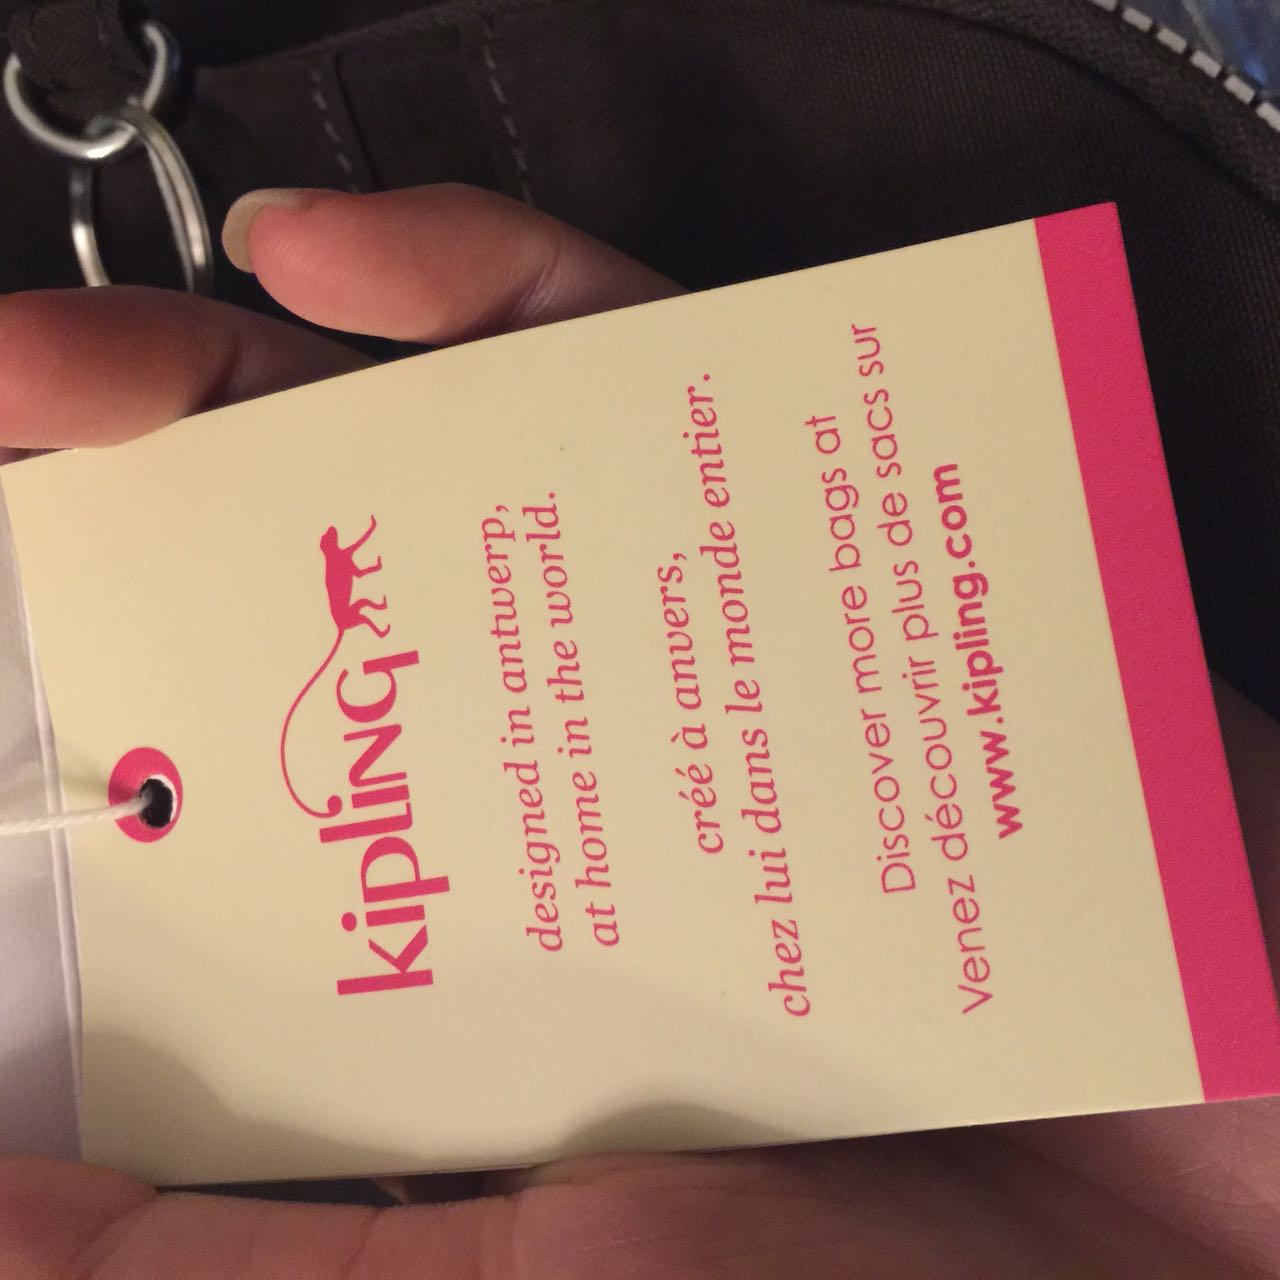 kipling
designed in antwerp,
at home in the world.
créé à anvers,
chez lui dans le monde entier.
Discover more bags at
Venez découvrir plus de sacs sur
www.kipling.com